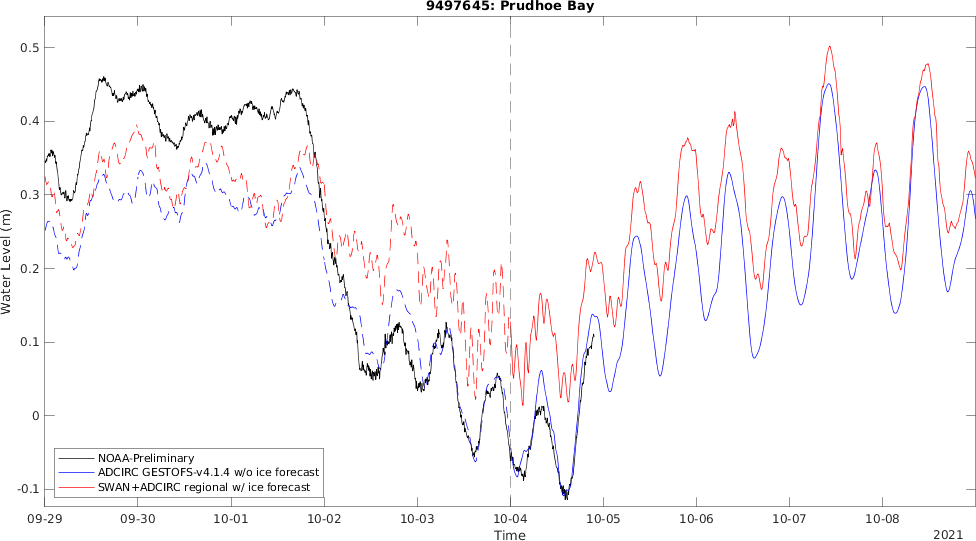 9497645: Prudhoe Bay
0.5
0.4
0.3
0.2
0.1
0
-0.1
Water Level (m)
NOAA-Preliminary
ADCIRC GESTOFS-v4.1.4 w/o ice forecast
SWAN+ADCIRC regional w/ ice forecast
09-29 09-30 10-01 10-02 10-03 10-04 10-05 10-06 10-07 10-08
Time
2021